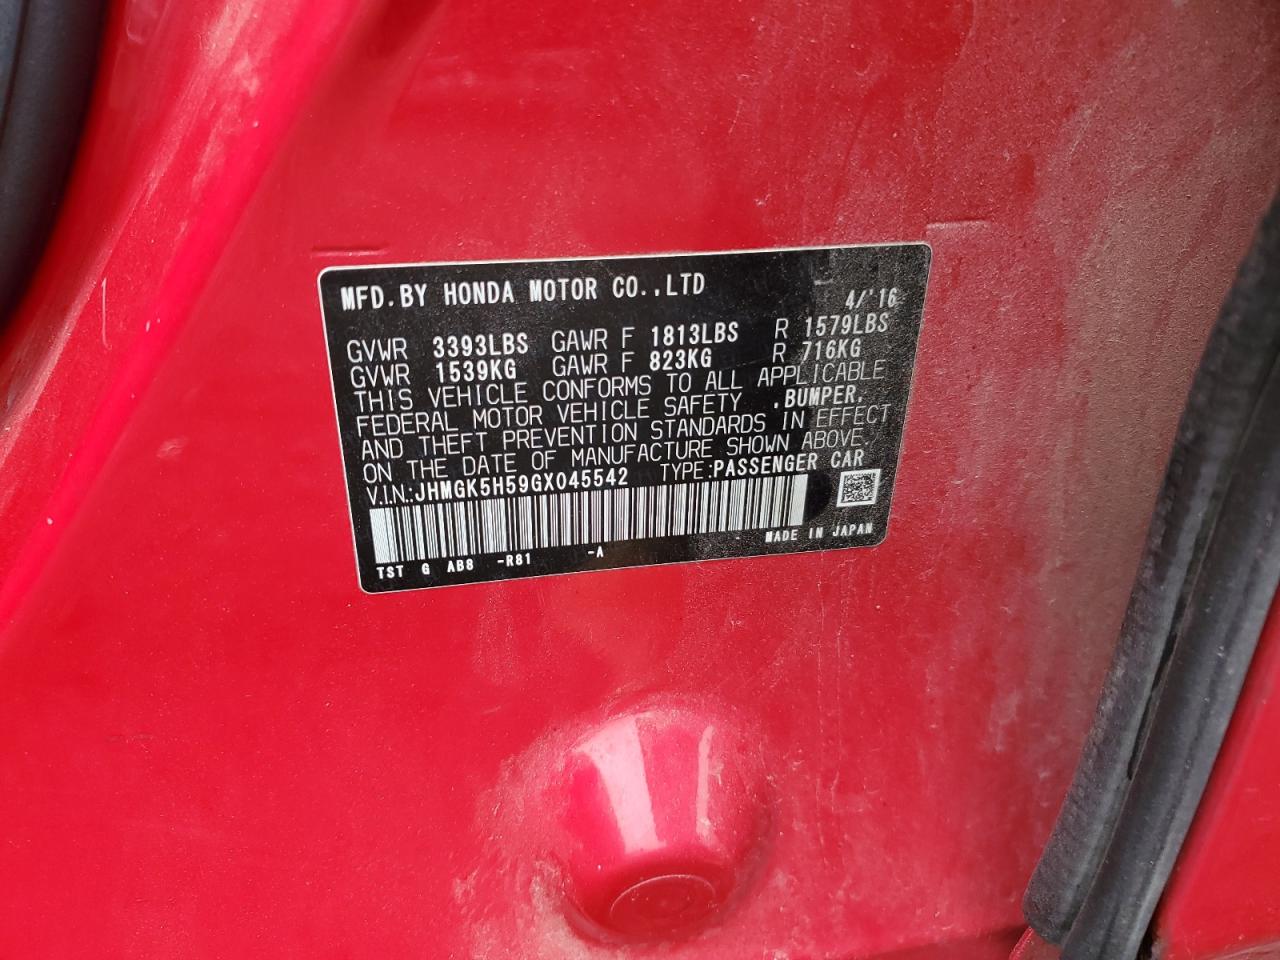 MFD.BY HONDA MOTOR CO.,LTD 4/'16
GVWR 3393LBS GAWR F 1813LBS R 1579LBS
GVWR 1539KG GAWR F 823KG R 716KG
THIS VEHICLE CONFORMS TO ALL APPLICABLE
FEDERAL MOTOR VEHICLE SAFETY ,BUMPER,
AND THEFT PREVENTION STANDARDS IN EFFECT
ON THE DATE OF MANUFACTURE SHOWN ABOVE.
V.I.N:JHMGK5H59GX045542 TYPE:PASSENGER CAR
MADE IN JAPAN
TST G AB8 -R81 -A